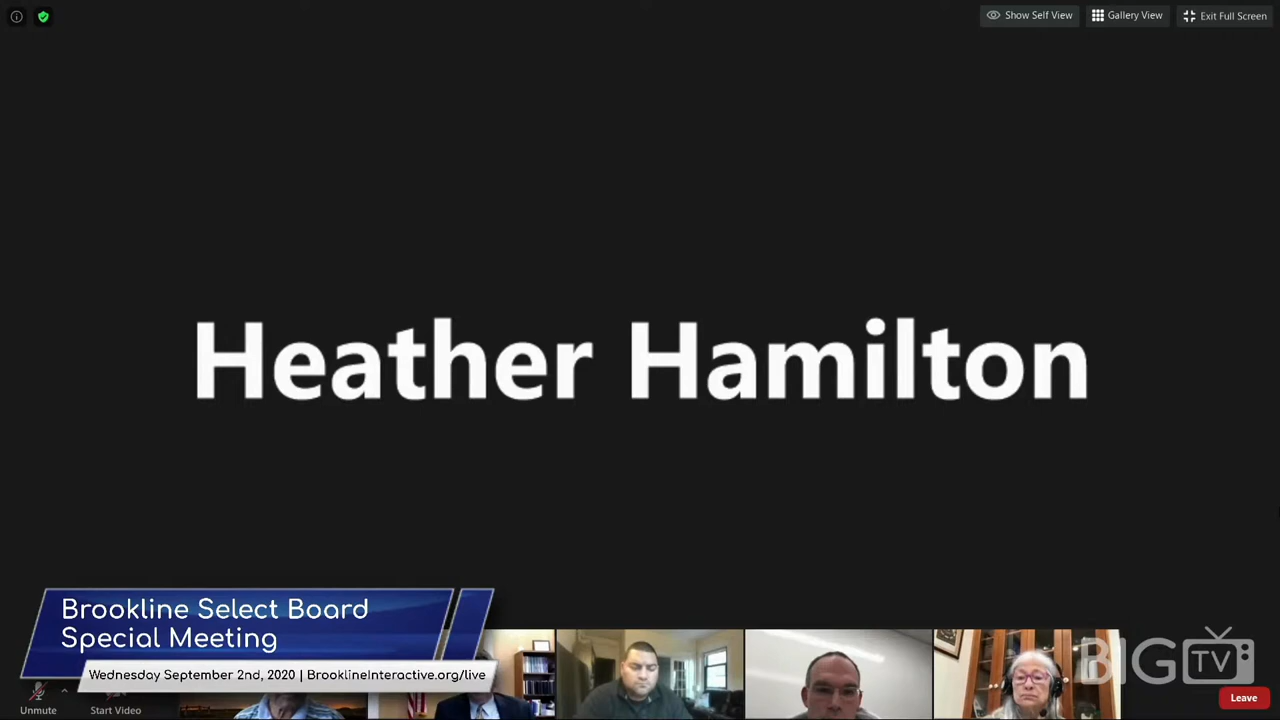 Show Self View
Gallery View
Exit Full Screen
Heather Hamilton
Brookline Select Board
Special Meeting
Wednesday September 2nd, 2020 | BrooklineInteractive.org/live
Unmute
Start Video
BIG TV
Leave